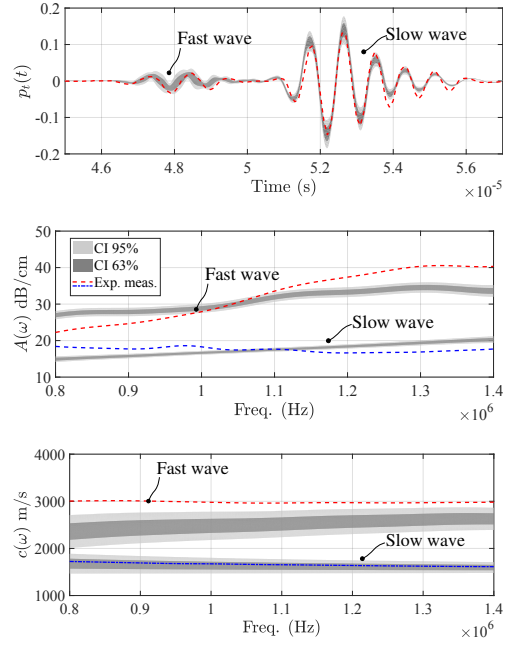 0.2
0.1
0
-0.1
-0.2
p_t(t)
Fast wave
Slow wave
4.6 4.8 5 5.2 5.4 5.6
Time (s)
×10^-5
50
40
30
20
10
A(ω) dB/cm
CI 95%
CI 63%
Exp. meas.
Fast wave
Slow wave
0.8 0.9 1 1.1 1.2 1.3 1.4
Freq. (Hz)
×10^6
4000
3000
2000
1000
c(ω) m/s
Fast wave
Slow wave
0.8 0.9 1 1.1 1.2 1.3 1.4
Freq. (Hz)
×10^6